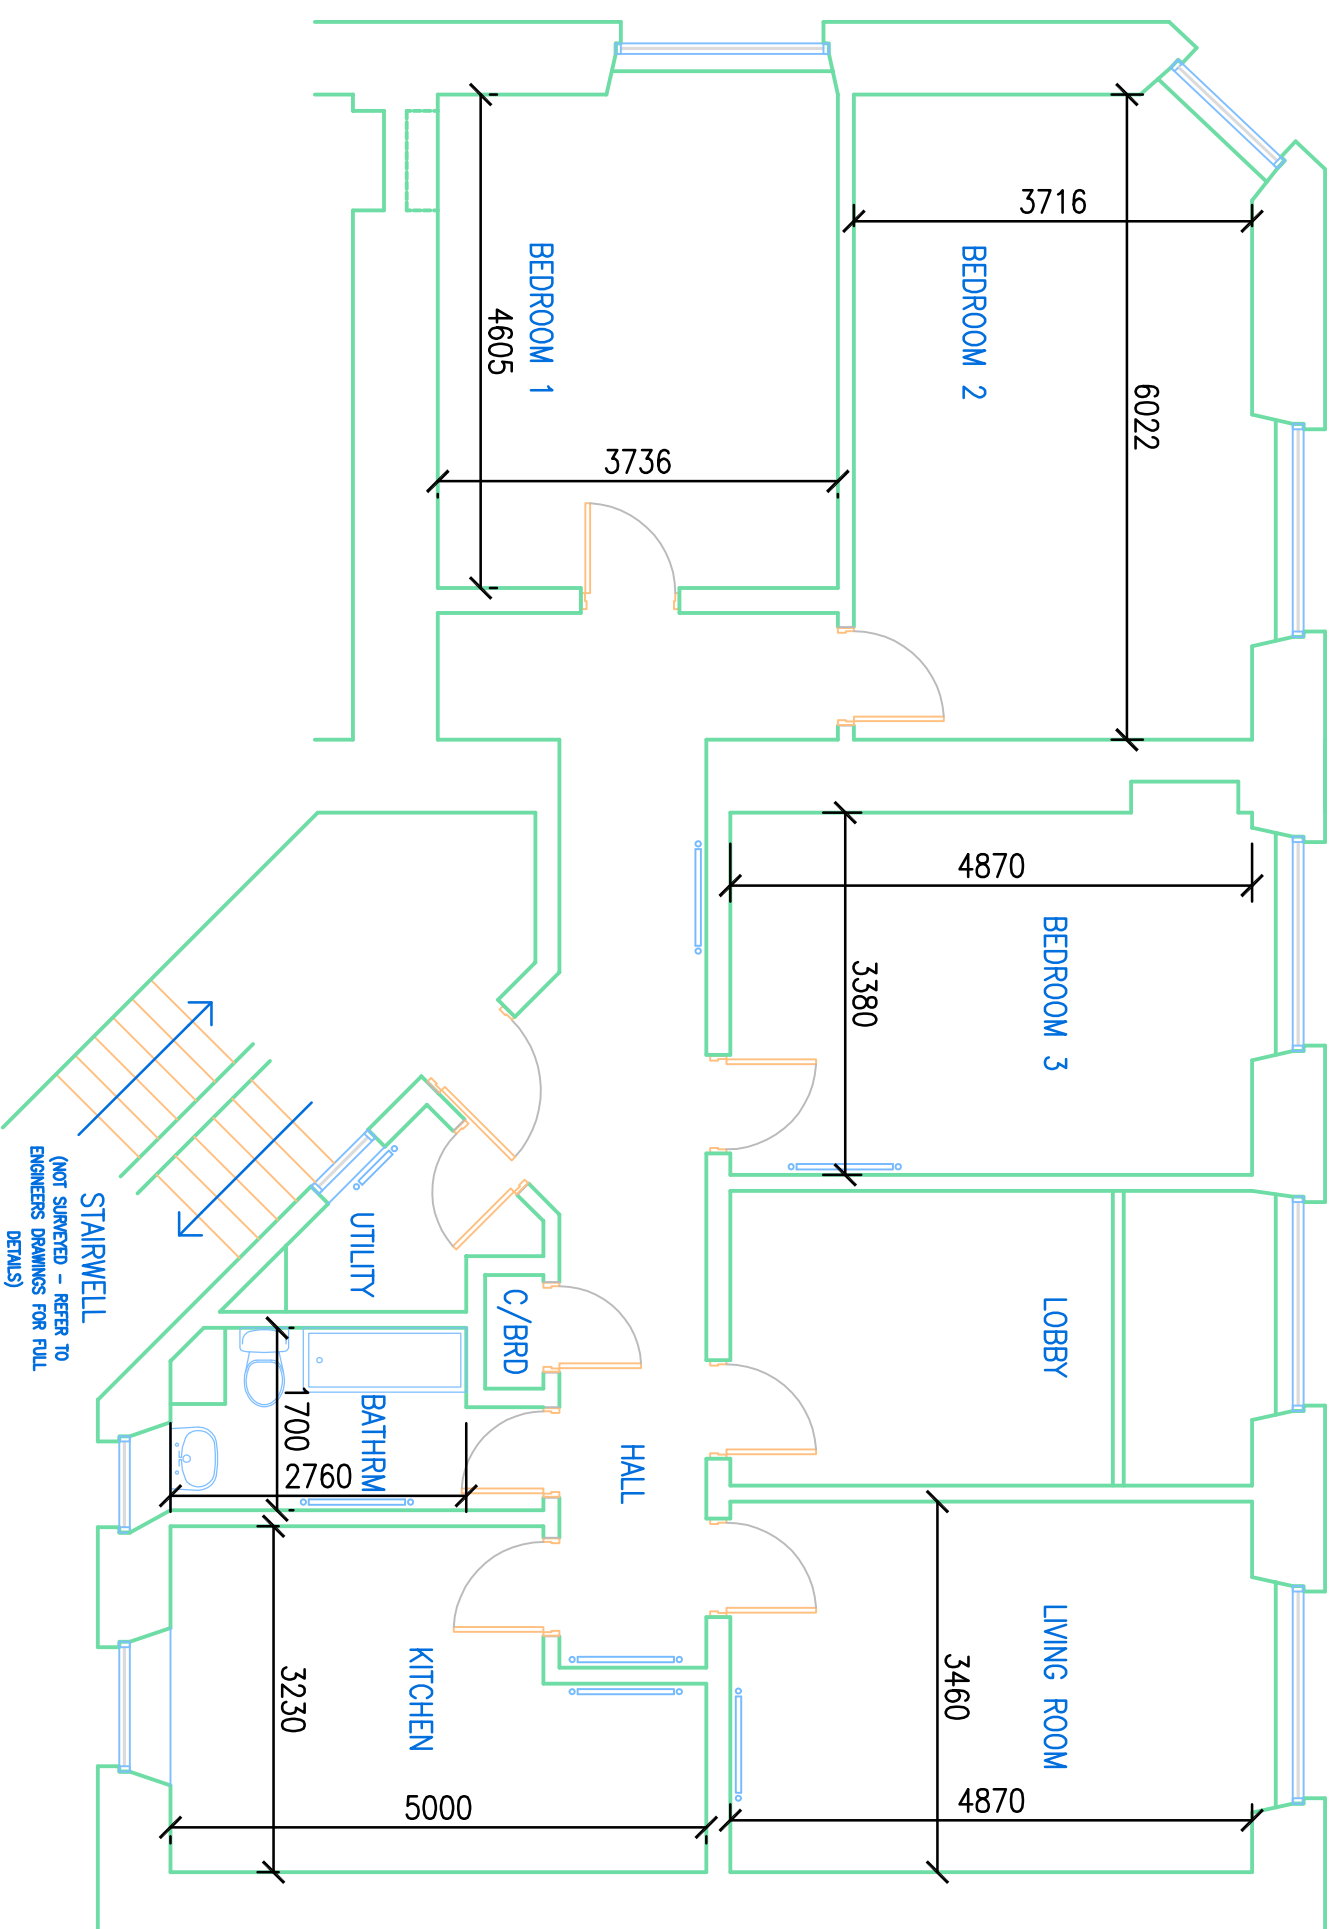 3716
BEDROOM 2
6022
BEDROOM 1
4605
3736
4870
BEDROOM 3
3380
STAIRWELL
(NOT SURVEYED - REFER TO
ENGINEERS DRAWINGS FOR FULL
DETAILS)
UTILITY
C/BRD
LOBBY
BATHRM
1700
2760
HALL
KITCHEN
3230
5000
LIVING ROOM
3460
4870